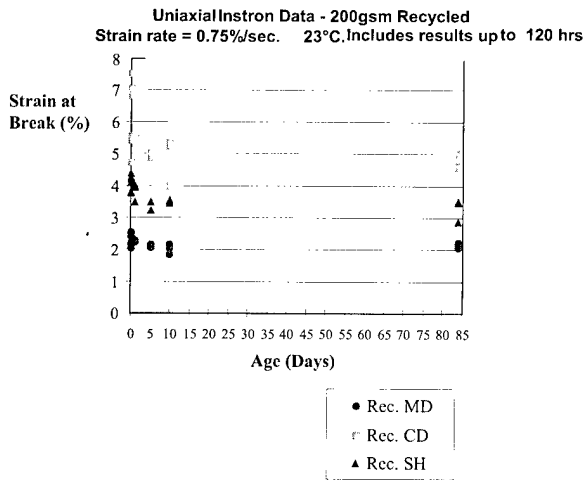 Uniaxial Instron Data - 200gsm Recycled
Strain rate = 0.75%/sec. 23°C. Includes results up to 120 hrs
Strain at
Break (%)
8
7
6
5
4
3
2
1
0
0 5 10 15 20 25 30 35 40 45 50 55 60 65 70 75 80 85
Age (Days)
Rec. MD
Rec. CD
Rec. SH